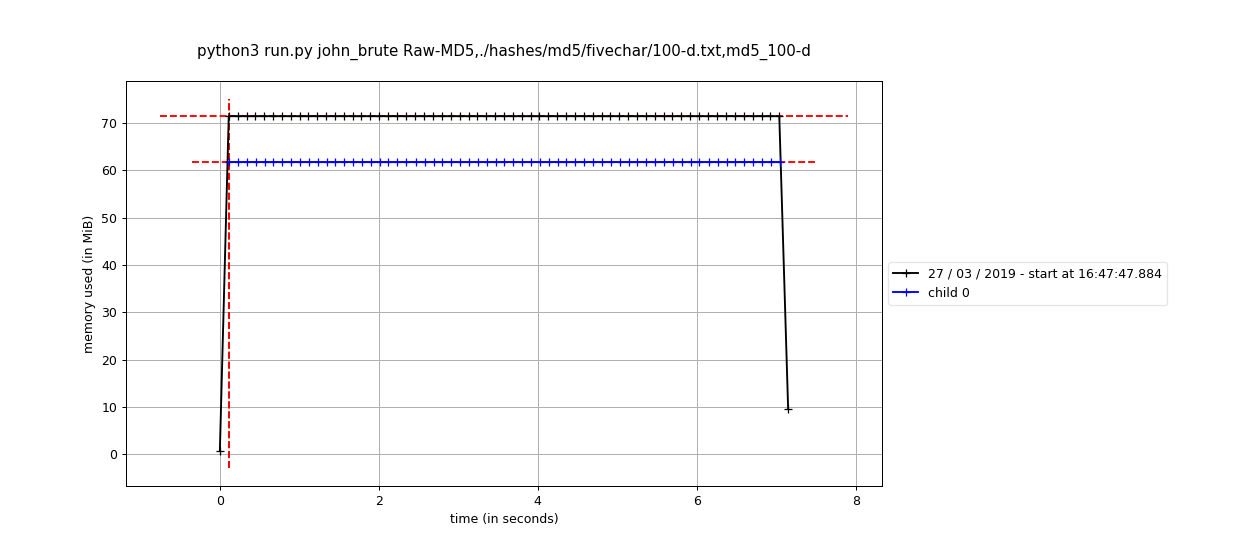 python3 run.py john_brute Raw-MD5,./hashes/md5/fivechar/100-d.txt,md5_100-d
memory used (in MiB)
70
60
50
40
30
20
10
0
0 2 4 6 8
time (in seconds)
27 / 03 / 2019 - start at 16:47:47.884
child 0